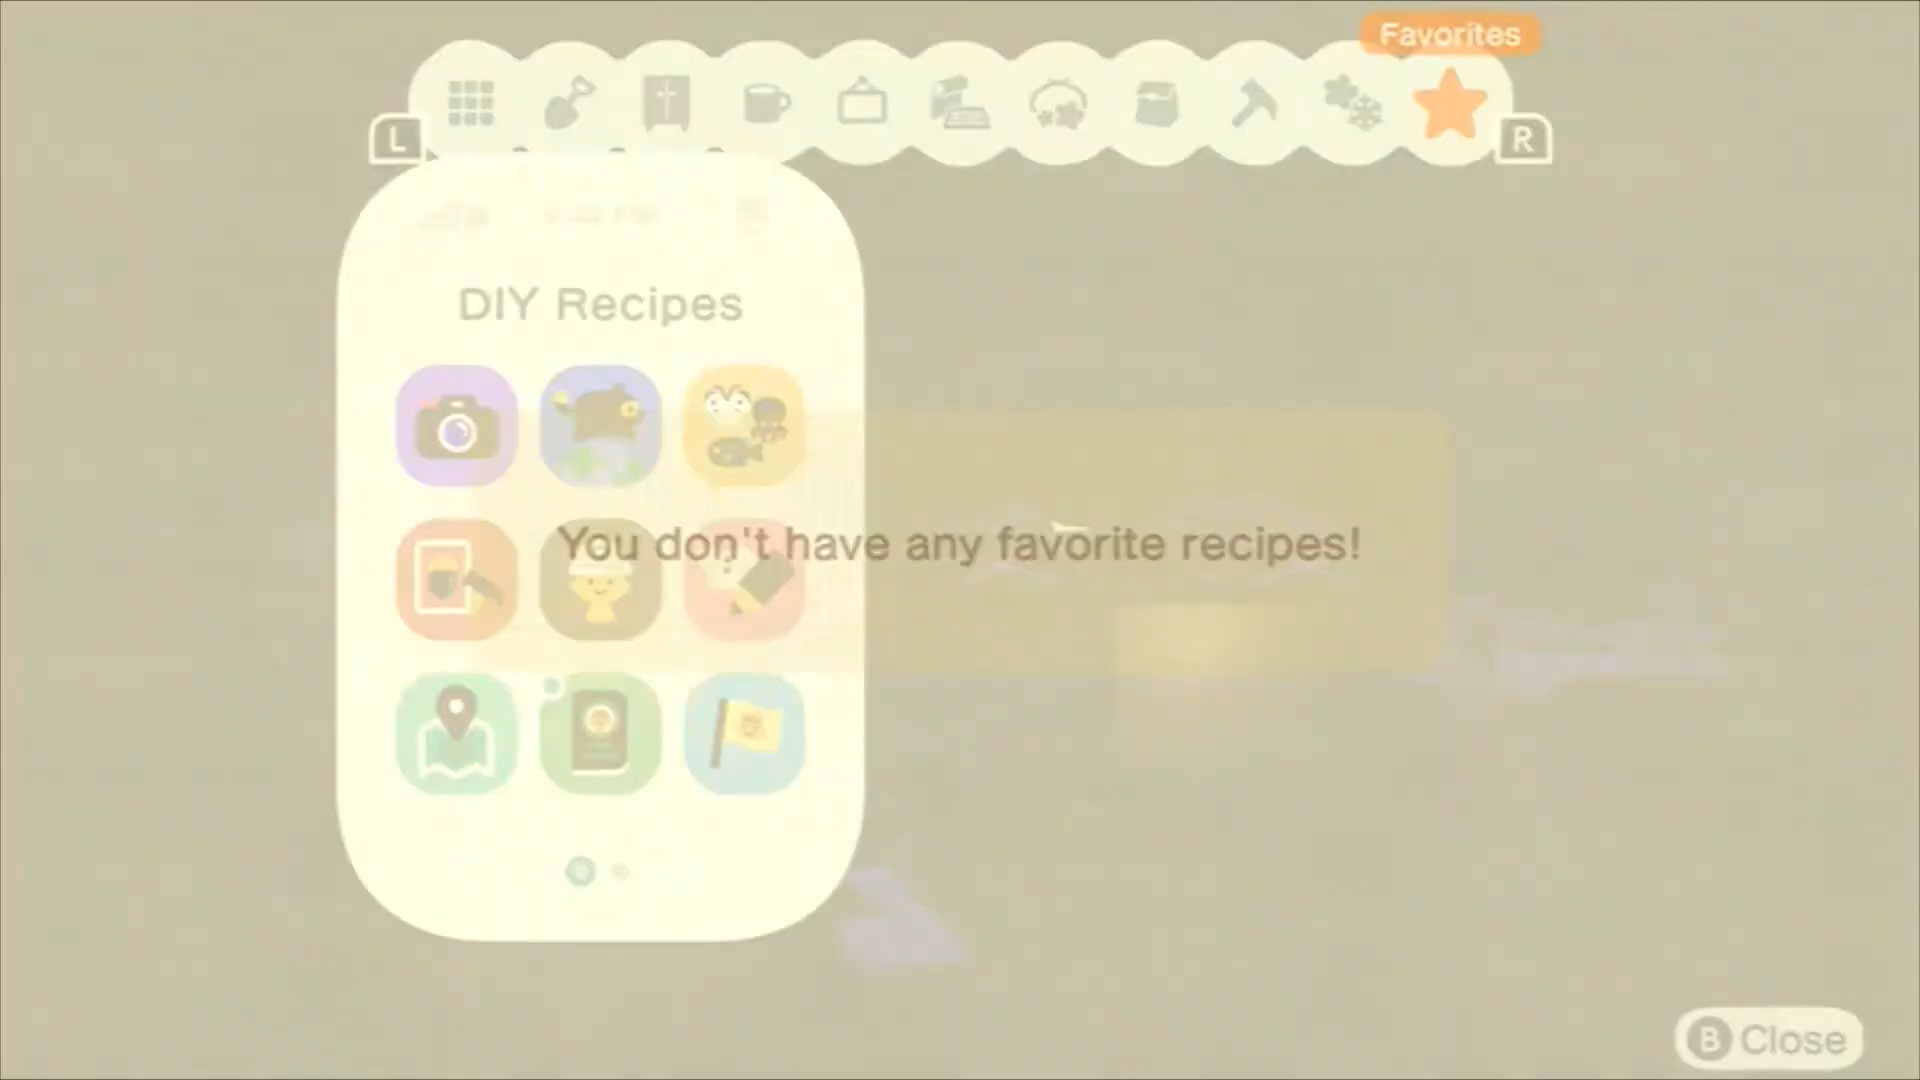 Favorites
L
R
DIY Recipes
You don't have any favorite recipes!
B Close